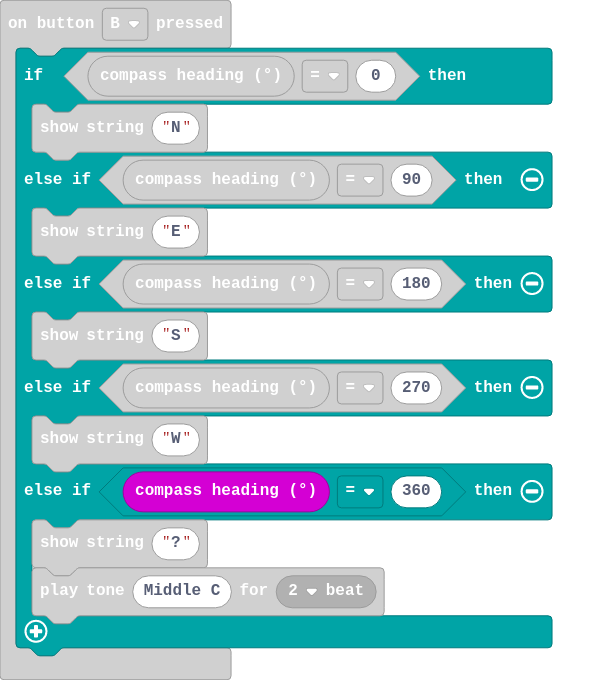 on button B pressed
if compass heading (°) = 0 then
show string "N"
else if compass heading (°) = 90 then
show string "E"
else if compass heading (°) = 180 then
show string "S"
else if compass heading (°) = 270 then
show string "W"
else if compass heading (°) = 360 then
show string "?"
play tone Middle C for 2 beat